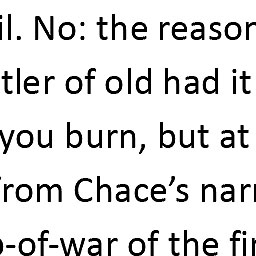 il. No: the reason
tler of old had it
you burn, but at
from Chace's narr
o-of-war of the fir